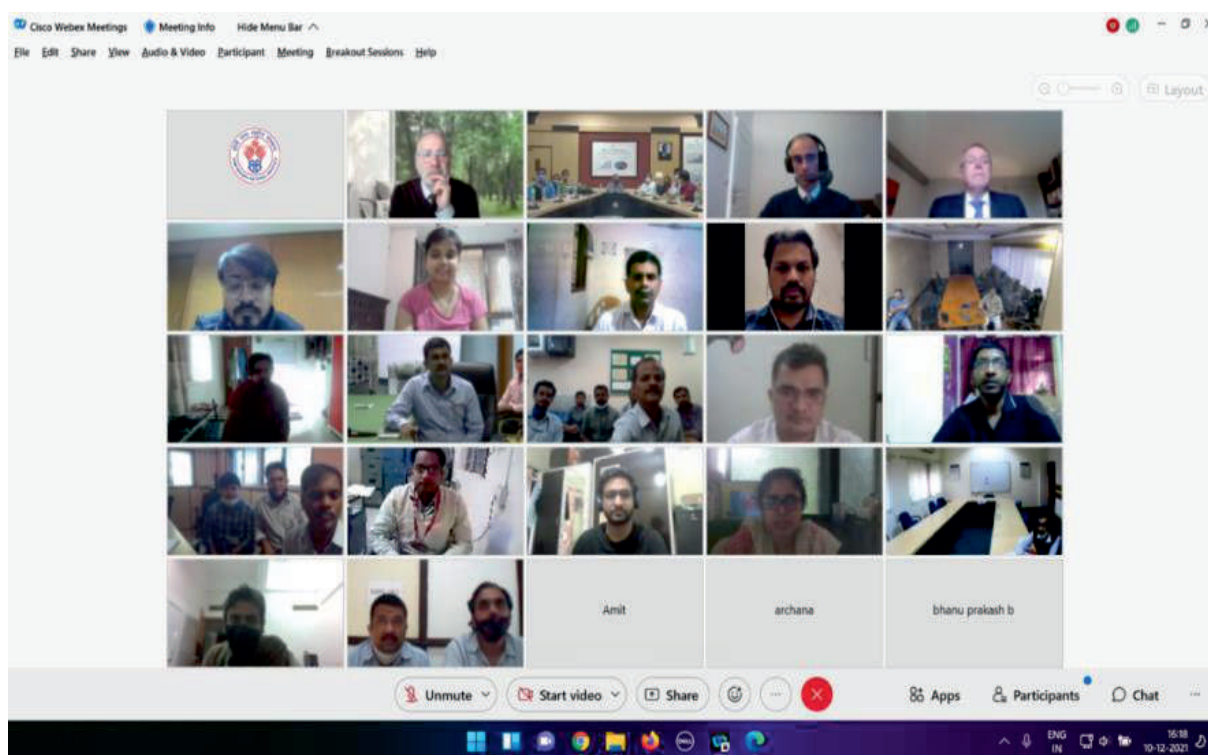 Cisco Webex Meetings Meeting Info Hide Menu Bar
File Edit Share View Audio & Video Participant Meeting Breakout Sessions Help
Layout
Amit archana bhanu prakash b
Unmute Start video Share Apps Participants Chat
ENG
IN
16:18
10-12-2021
DELL